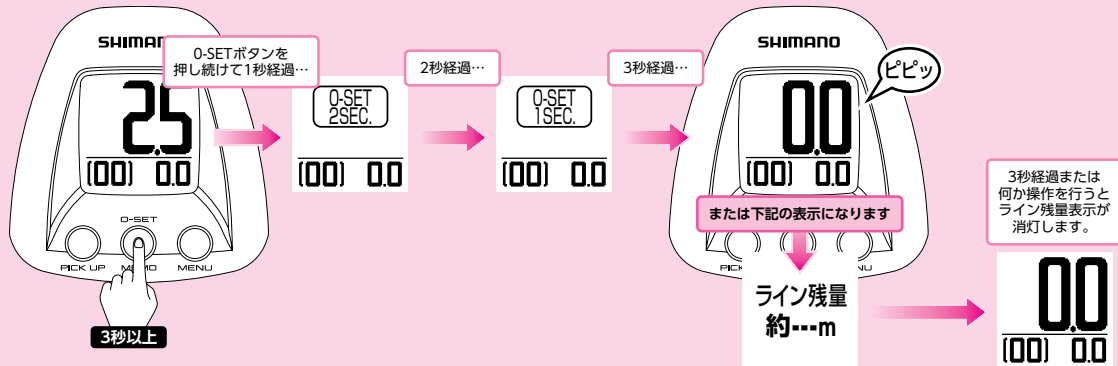 SHIMAN
2.5
(00) 0.0
0-SET
PICK UP
MEMO
MENU
3秒以上
0-SETボタンを
押し続けて1秒経過…
0-SET
2SEC.
(00) 0.0
2秒経過…
0-SET
1SEC.
(00) 0.0
3秒経過…
SHIMANO
0.0
(00) 0.0
ピピッ
または下記の表示になります
PICK
NU
ライン残量
約---m
3秒経過または
何か操作を行うと
ライン残量表示が
消灯します。
0.0
(00) 0.0